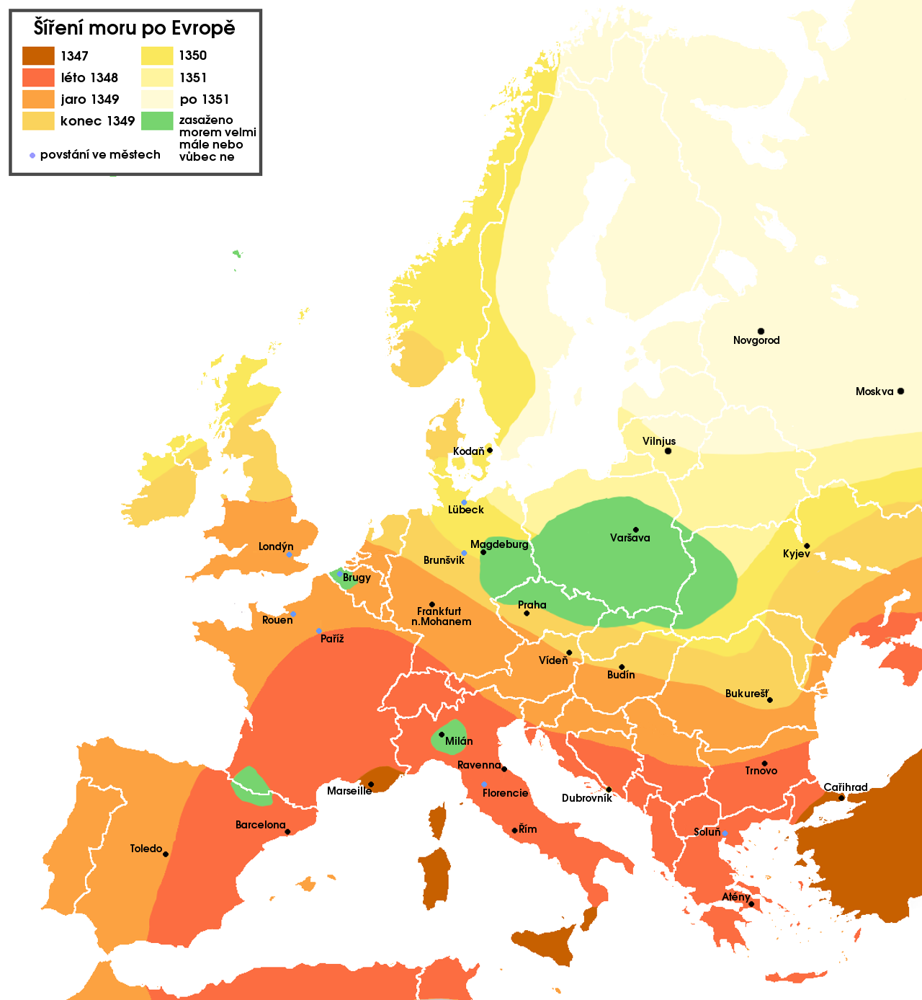 Šíření moru po Evropě
1347
léto 1348
jaro 1349
konec 1349
1350
1351
po 1351
zasaženo
morem velmi
mále nebo
vůbec ne
povstání ve městech
Novgorod
Moskva
Vilnjus
Kodaň
Lübeck
Varšava
Magdeburg
Londýn
Kyjev
Brunšvik
Brugy
Praha
Frankfurt
n.Mohanem
Rouen
Paříž
Vídeň
Budín
Bukurešť
Milán
Ravenna
Trnovo
Marseille
Florencie
Cařihrad
Dubrovník
Barcelona
Řím
Soluň
Toledo
Atény